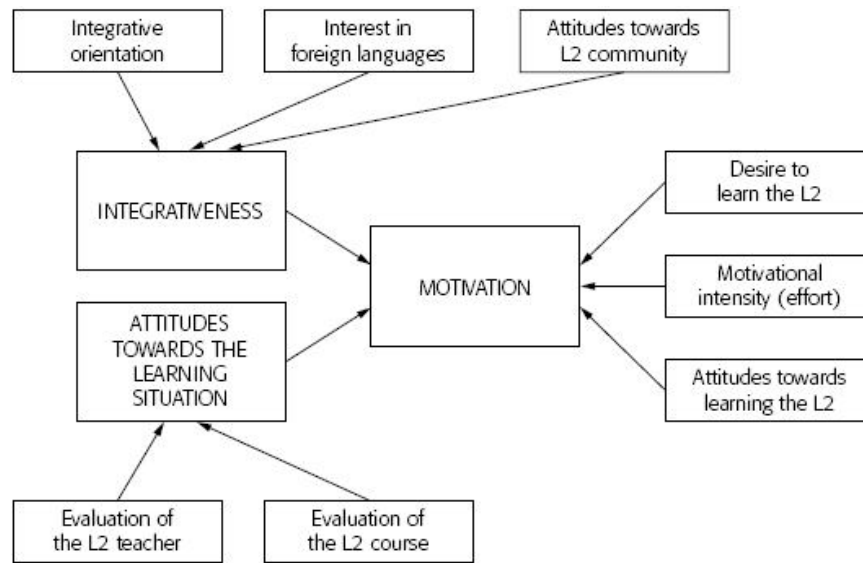 Integrative
orientation
Interest in
foreign languages
Attitudes towards
L2 community
INTEGRATIVENESS
Desire to
learn the L2
MOTIVATION
Motivational
intensity (effort)
ATTITUDES
TOWARDS THE
LEARNING
SITUATION
Attitudes towards
learning the L2
Evaluation of
the L2 teacher
Evaluation of
the L2 course